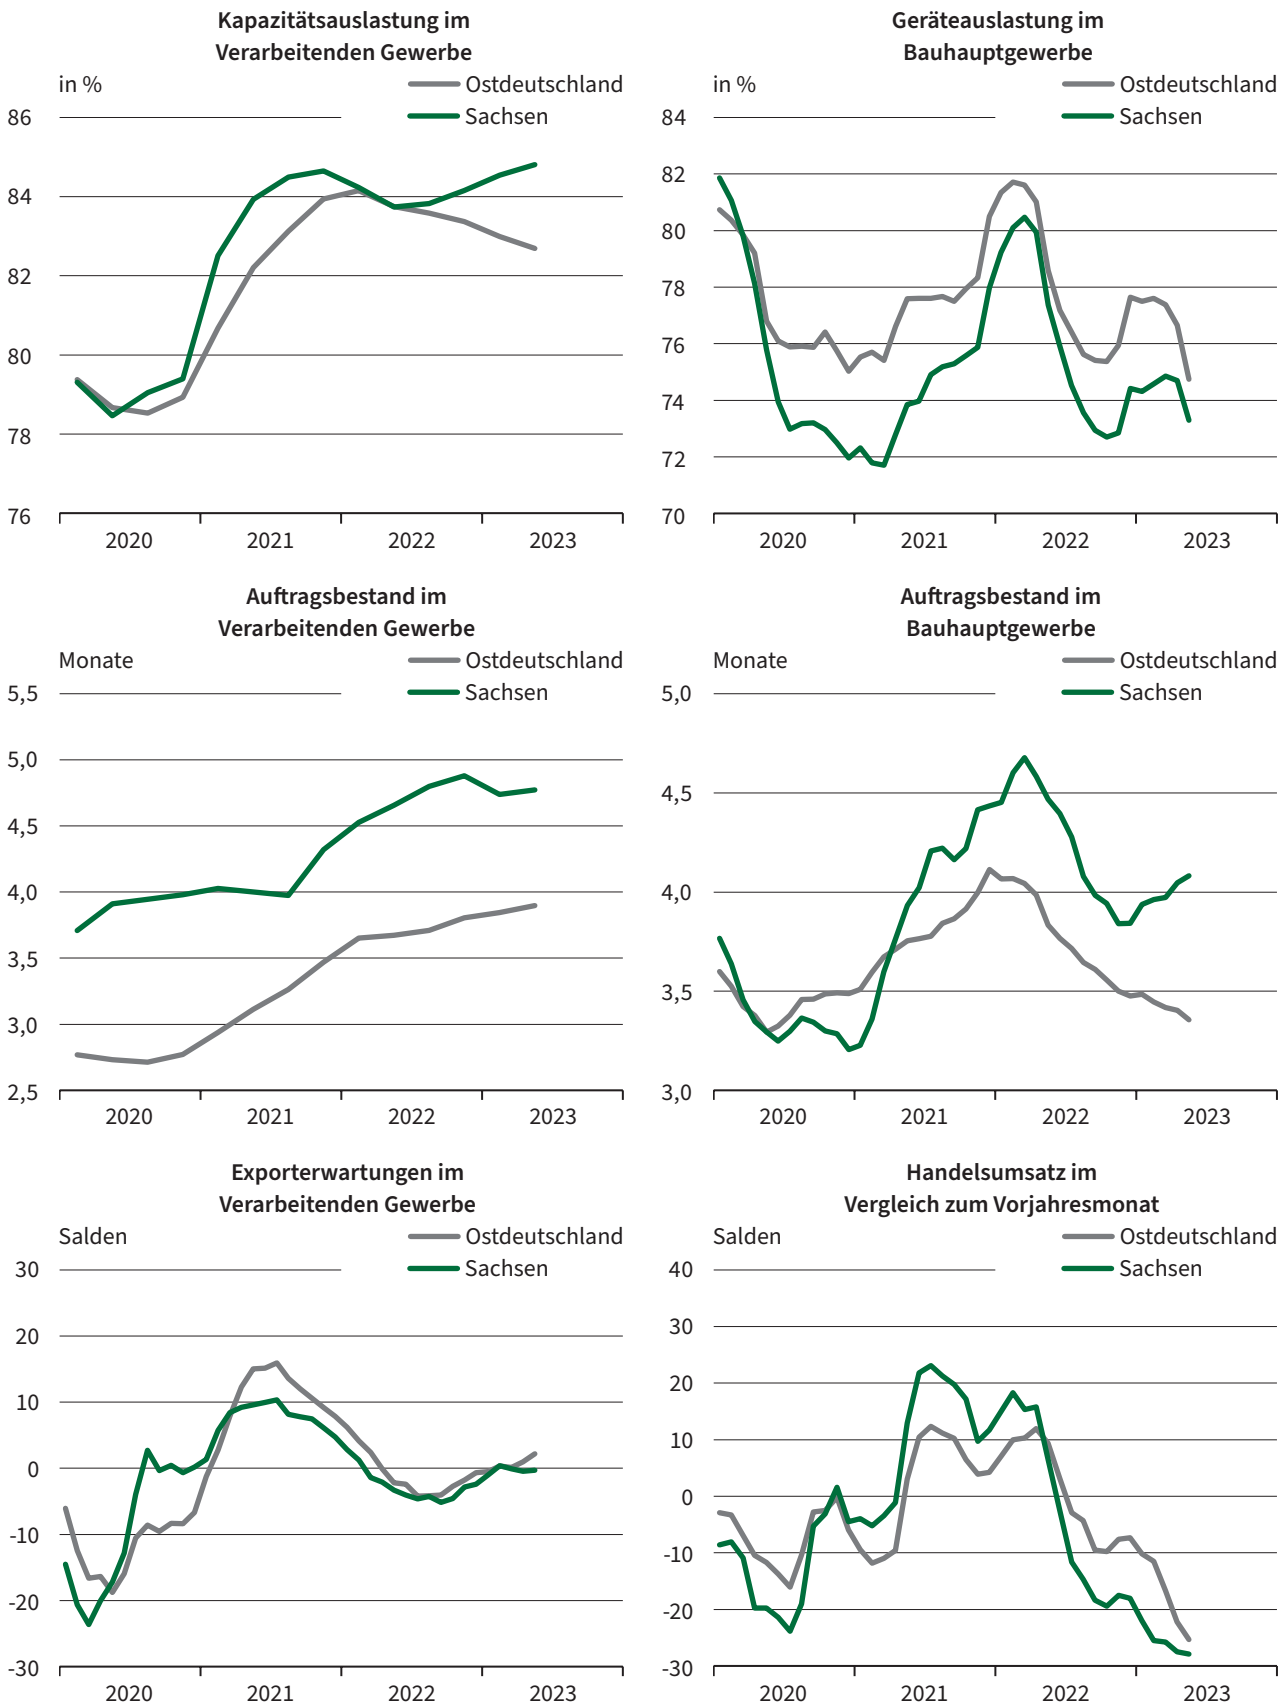 Kapazitätsauslastung im
Verarbeitenden Gewerbe
in %
Ostdeutschland
Sachsen
86
84
82
80
78
76
2020
2021
2022
2023
Geräteauslastung im
Bauhauptgewerbe
in %
Ostdeutschland
Sachsen
84
82
80
78
76
74
72
70
2020
2021
2022
2023
Auftragsbestand im
Verarbeitenden Gewerbe
Monate
Ostdeutschland
Sachsen
5,5
5,0
4,5
4,0
3,5
3,0
2,5
2020
2021
2022
2023
Auftragsbestand im
Bauhauptgewerbe
Monate
Ostdeutschland
Sachsen
5,0
4,5
4,0
3,5
3,0
2020
2021
2022
2023
Exporterwartungen im
Verarbeitenden Gewerbe
Salden
Ostdeutschland
Sachsen
30
20
10
0
-10
-20
-30
2020
2021
2022
2023
Handelsumsatz im
Vergleich zum Vorjahresmonat
Salden
Ostdeutschland
Sachsen
40
30
20
10
0
-10
-20
-30
2020
2021
2022
2023